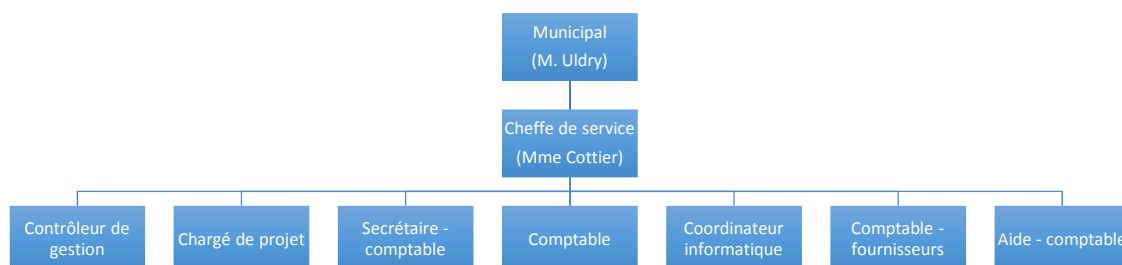 Municipal
(M. Uldry)
Cheffe de service
(Mme Cottier)
Contrôleur de
gestion
Chargé de projet
Secrétaire -
comptable
Comptable
Coordinateur
informatique
Comptable -
fournisseurs
Aide - comptable